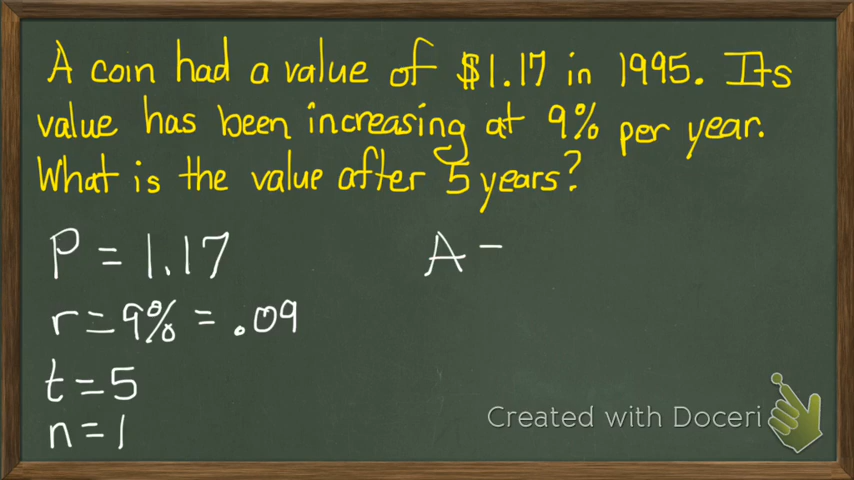 A coin had a value of $1.17 in 1995. Its
value has been increasing at 9% per year.
What is the value after 5 years?
P = 1.17
A -
r = 9% = .09
t = 5
n = 1
Created with Doceri